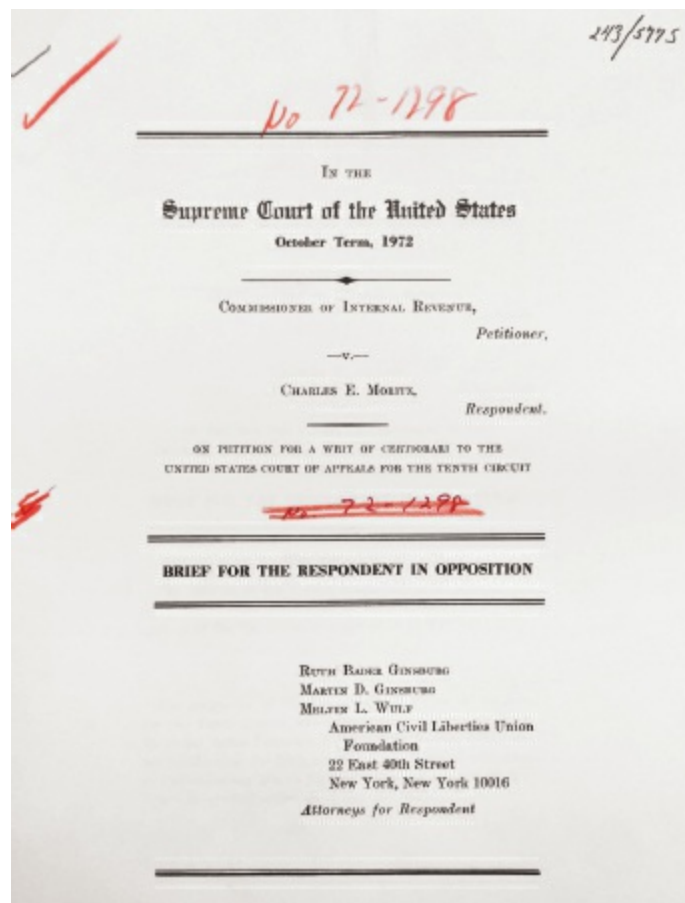 243/5775
No 72-1298
IN THE
Supreme Court of the United States
October Term, 1972
COMMISSIONER OF INTERNAL REVENUE,
Petitioner,
—v.—
CHARLES E. MORITZ,
Respondent.
ON PETITION FOR A WRIT OF CERTIORARI TO THE
UNITED STATES COURT OF APPEALS FOR THE TENTH CIRCUIT
No. 72-1298
BRIEF FOR THE RESPONDENT IN OPPOSITION
RUTH BADER GINSBURG
MARTIN D. GINSBURG
MELVIN L. WULF
American Civil Liberties Union
Foundation
22 East 40th Street
New York, New York 10016
Attorneys for Respondent